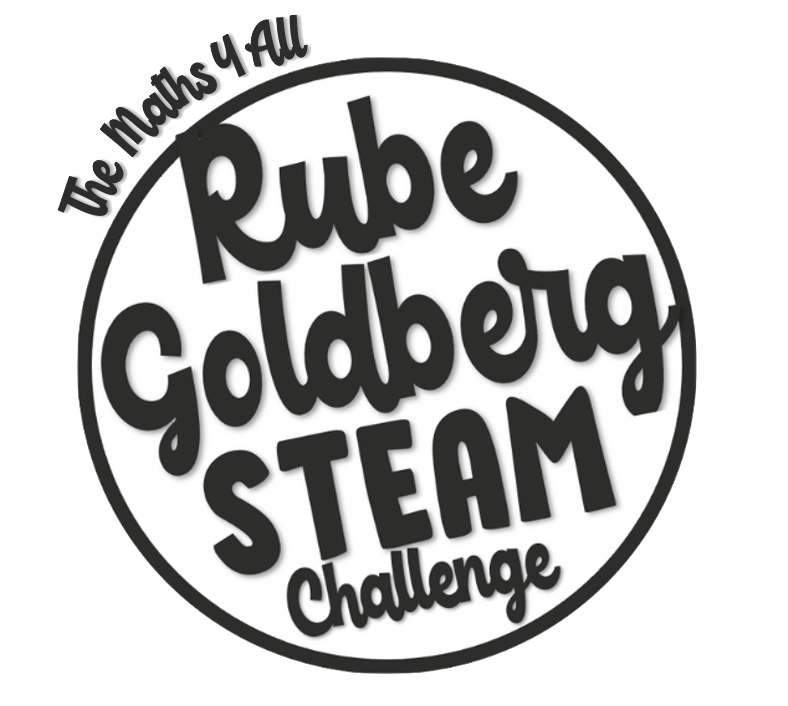 The Maths 4 All
Rube
Goldberg
STEAM
Challenge